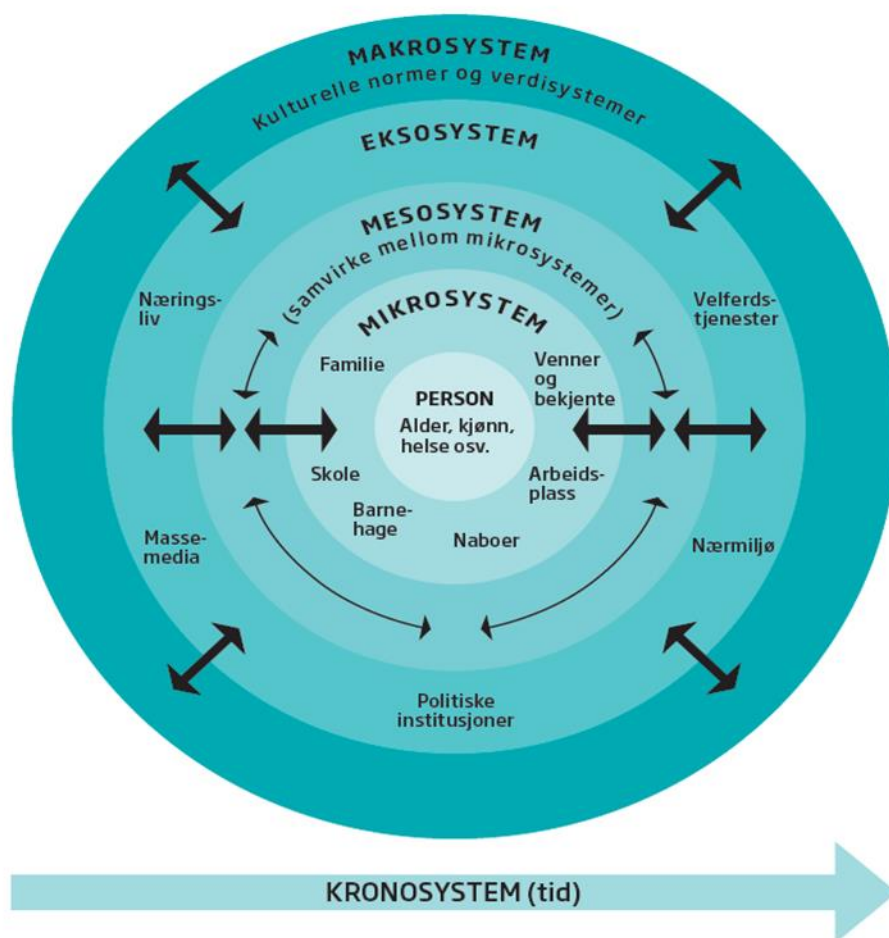 MAKROSYSTEM
Kulturelle normer og verdisystemer
EKSOSYSTEM
MESOSYSTEM
(samvirke mellom mikrosystemer)
MIKROSYSTEM
Nærings-
liv
Velferds-
tjenester
Familie
Venner
og
bekjente
PERSON
Alder, kjønn,
helse osv.
Skole
Arbeids-
plass
Barne-
hage
Naboer
Masse-
media
Nærmiljø
Politiske
institusjoner
KRONOSYSTEM (tid)